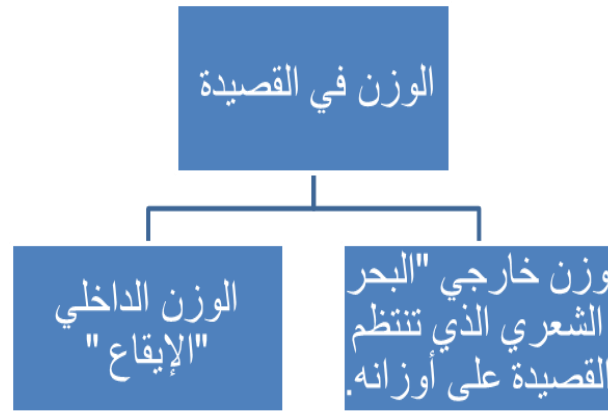 الوزن في القصيدة
وزن خارجي "البحر
الشعري الذي تنتظم
القصيدة على أوزانه.
الوزن الداخلي
"الإيقاع "